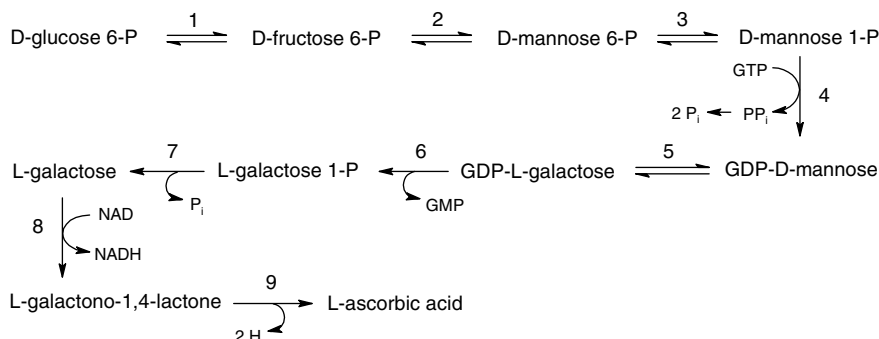 1 2 3
D-glucose 6-P D-fructose 6-P D-mannose 6-P D-mannose 1-P
GTP
4
2 Pi PPi
7 6 5
L-galactose L-galactose 1-P GDP-L-galactose GDP-D-mannose
Pi GMP
8 NAD
NADH
9
L-galactono-1,4-lactone L-ascorbic acid
2 H